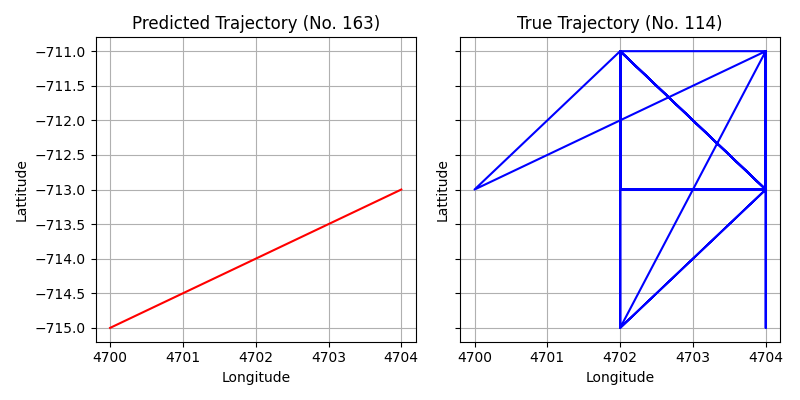 Predicted Trajectory (No. 163)
True Trajectory (No. 114)
−711.0
−711.5
−712.0
−712.5
−713.0
−713.5
−714.0
−714.5
−715.0
Lattitude
Lattitude
4700 4701 4702 4703 4704
4700 4701 4702 4703 4704
Longitude
Longitude